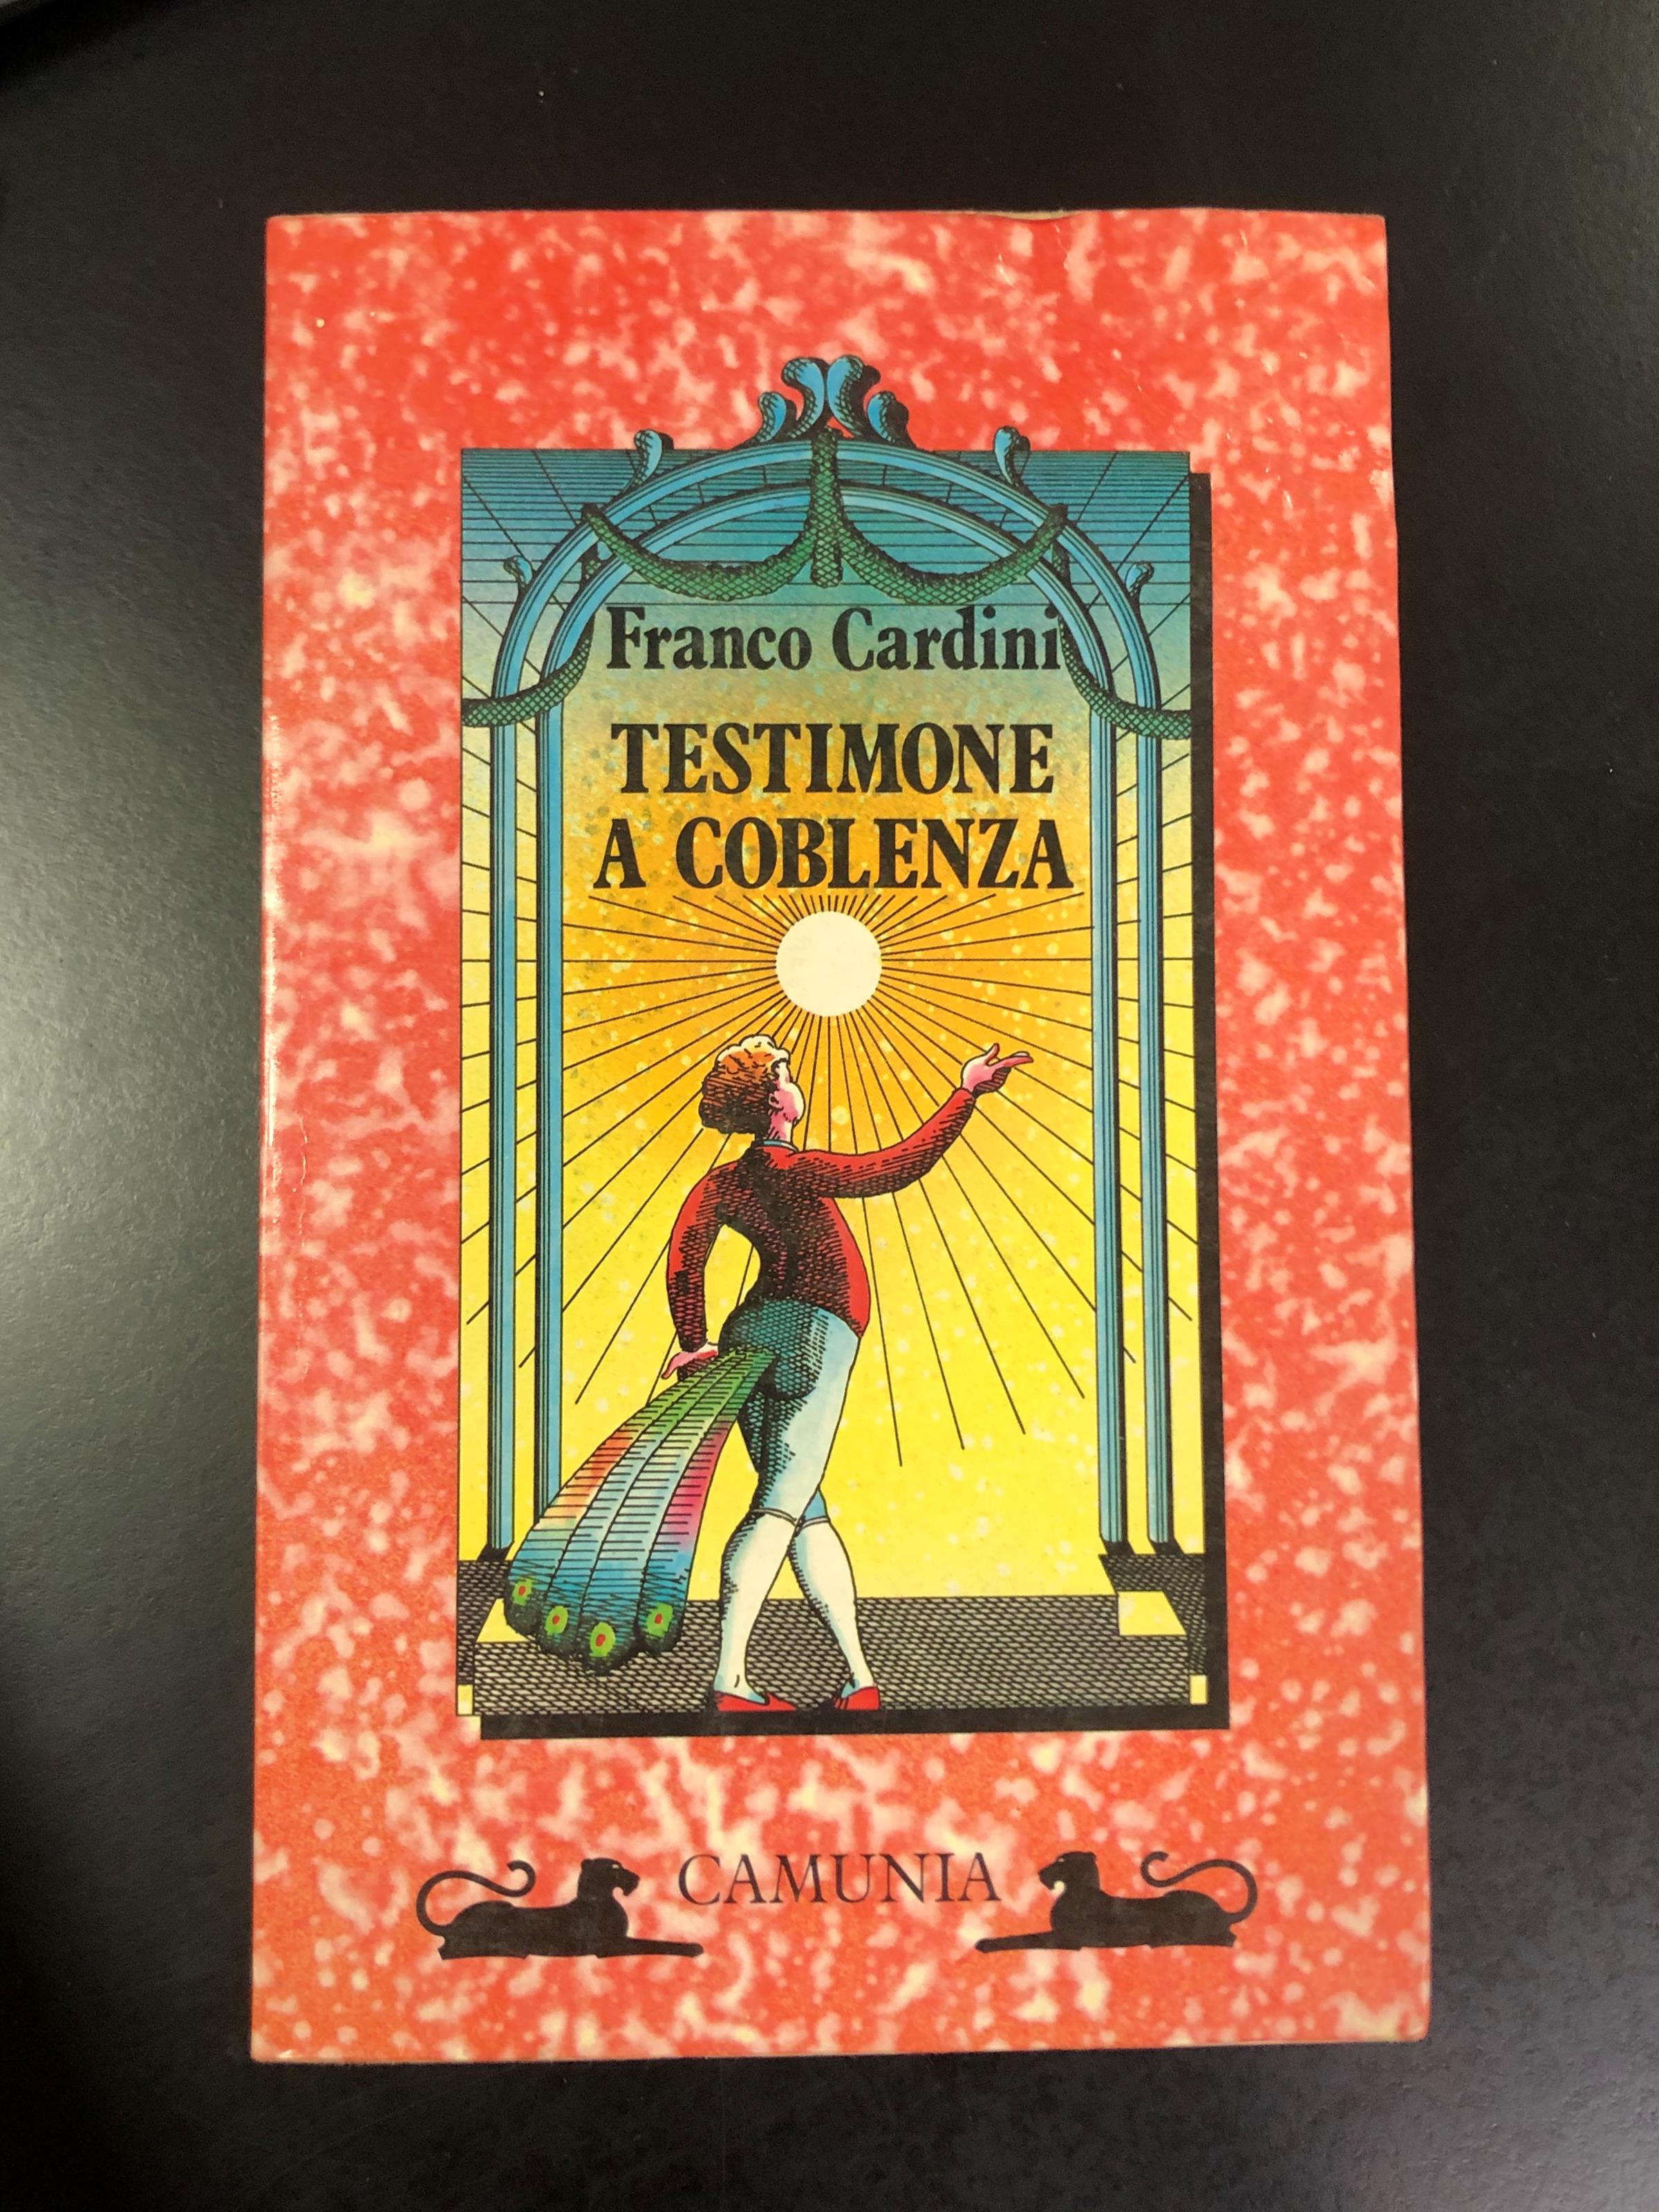 Franco Cardini
TESTIMONE
A COBLENZA
CAMUNIA